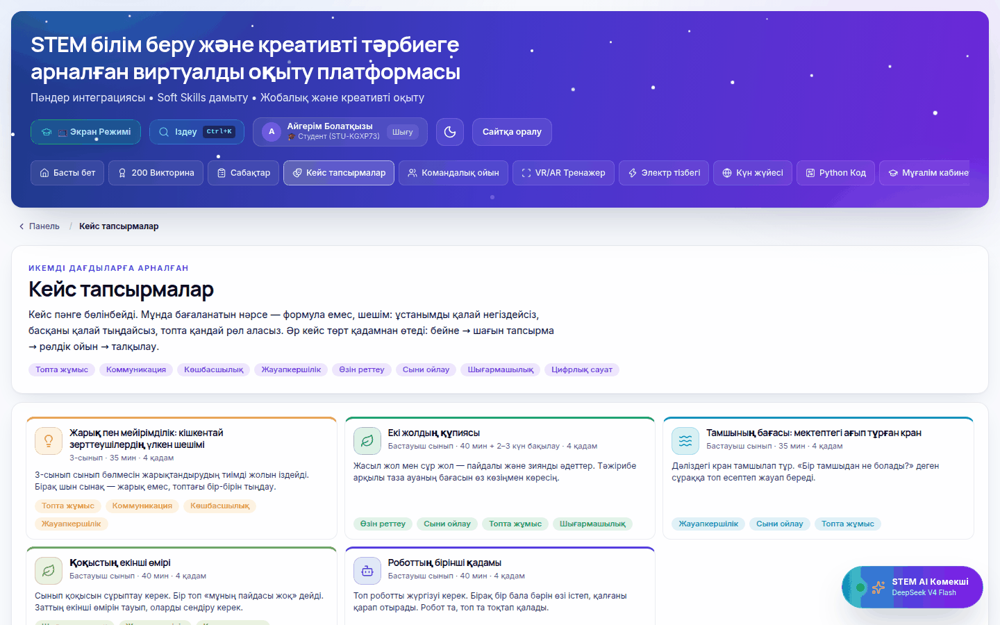 STEM білім беру және креативті тәрбиеге
арналған виртуалды оқыту платформасы
Пәндер интеграциясы • Soft Skills дамыту • Жобалық және креативті оқыту
Экран Режимі
Іздеу Ctrl+K
А
Айгерім Болатқызы
Студент (STU-KGXP73)
Шығу
Сайтқа оралу
Басты бет
200 Викторина
Сабақтар
Кейс тапсырмалар
Командалық ойын
VR/AR Тренажер
Электр тізбегі
Күн жүйесі
Python Код
Мұғалім кабине
Панель / Кейс тапсырмалар
ИКЕМДІ ДАҒДЫЛАРҒА АРНАЛҒАН
Кейс тапсырмалар
Кейс пәнге бөлінбейді. Мұнда бағаланатын нәрсе — формула емес, шешім: ұстанымды қалай негіздейсіз,
басқаны қалай тыңдайсыз, топта қандай рөл аласыз. Әр кейс төрт қадамнан өтеді: бейне → шағын тапсырма
→ рөлдік ойын → талқылау.
Топта жұмыс
Коммуникация
Көшбасшылық
Жауапкершілік
Өзін реттеу
Сыни ойлау
Шығармашылық
Цифрлық сауат
Жарық пен мейірімділік: кішкентай
зерттеушілердің үлкен шешімі
3-сынып · 35 мин · 4 қадам
3-сынып сынып бөлмесін жарықтандырудың тиімді жолын іздейді.
Бірақ шын сынақ — жарық емес, топтағы бір-бірін тыңдау.
Топта жұмыс
Коммуникация
Көшбасшылық
Жауапкершілік
Екі жолдың құпиясы
Бастауыш сынып · 40 мин + 2–3 күн бақылау · 4 қадам
Жасыл жол мен сұр жол — пайдалы және зиянды әдеттер. Тәжірибе
арқылы таза ауаның бағасын өз көзіңмен көресің.
Өзін реттеу
Сыни ойлау
Топта жұмыс
Шығармашылық
Тамшының бағасы: мектептегі ағып тұрған кран
Бастауыш сынып · 35 мин · 4 қадам
Дәліздегі кран тамшылап тұр. «Бір тамшыдан не болады?» деген
сұраққа топ есептеп жауап береді.
Жауапкершілік
Сыни ойлау
Топта жұмыс
Қоқыстың екінші өмірі
Бастауыш сынып · 40 мин · 4 қадам
Сынып қоқысын сұрыптау керек. Бір топ «мұның пайдасы жоқ» дейді.
Заттың екінші өмірін тауып, оларды сендіру керек.
Роботтың бірінші қадамы
Бастауыш сынып · 40 мин · 4 қадам
Топ роботты жүргізуі керек. Бірақ бір бала бәрін өзі істеп, қалғаны
қарап отырады. Робот та, топ та тоқтап қалады.
STEM AI Көмекші
DeepSeek V4 Flash